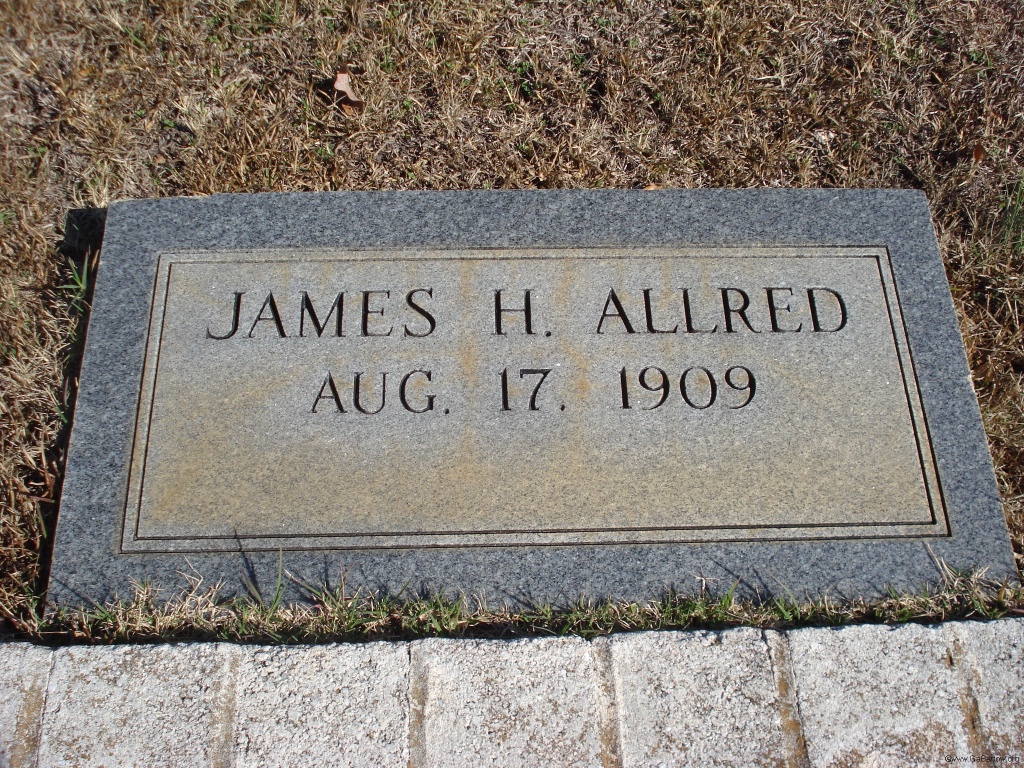 JAMES H. ALLRED
AUG. 17. 1909